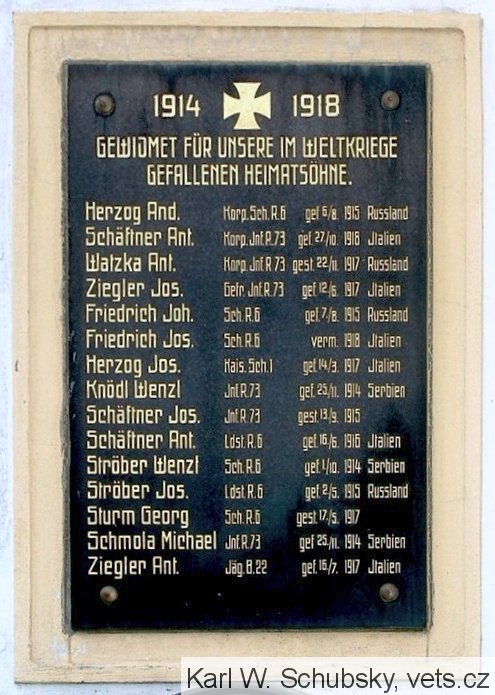 1914 1918
GEWIDMET FÜR UNSERE IM WELTKRIEGE
GEFALLENEN HEIMATSÖHNE.
Herzog And. Korp. Sch. R. 6 gef. 6/8. 1915 Russland
Schäftner Ant. Korp. Jnf. R. 73 gef. 27/10. 1918 Jtalien
Watzka Ant. Korp. Jnf. R 73 gest. 22/11. 1917 Russland
Ziegler Jos. Gefr. Jnf. R. 73 gef. 12/6. 1917 Jtalien
Friedrich Joh. Sch. R. 6 gef. 7/8. 1915 Russland
Friedrich Jos. Sch. R. 6 verm. 1918 Jtalien
Herzog Jos. Kais. Sch. 1 gef. 14/3. 1917 Jtalien
Knödl Wenzl Jnf. R. 73 gef. 25/11. 1914 Serbien
Schäftner Jos. Jnf. R. 73 gest. 13/9. 1915
Schäftner Ant. Ldst. R. 6 gef. 16/6. 1916 Jtalien
Ströber Wenzl Sch. R. 6 gef. 1/10. 1914 Serbien
Ströber Jos. Ldst. R. 6 gef. 2/5. 1915 Russland
Sturm Georg Sch. R. 6 gest. 17/5. 1917
Schmola Michael Jnf. R. 73 gef. 25/11. 1914 Serbien
Ziegler Ant. Jäg. B. 22 gef. 16/7. 1917 Jtalien
Karl W. Schubsky, vets.cz